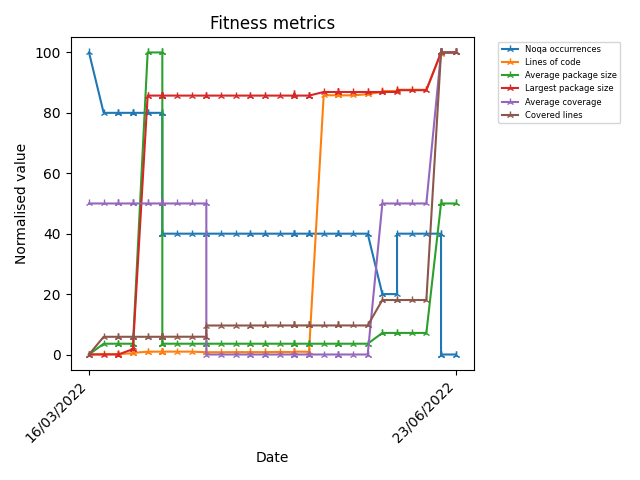 Fitness metrics
Normalised value
100
80
60
40
20
0
16/03/2022
23/06/2022
Date
Noqa occurrences
Lines of code
Average package size
Largest package size
Average coverage
Covered lines